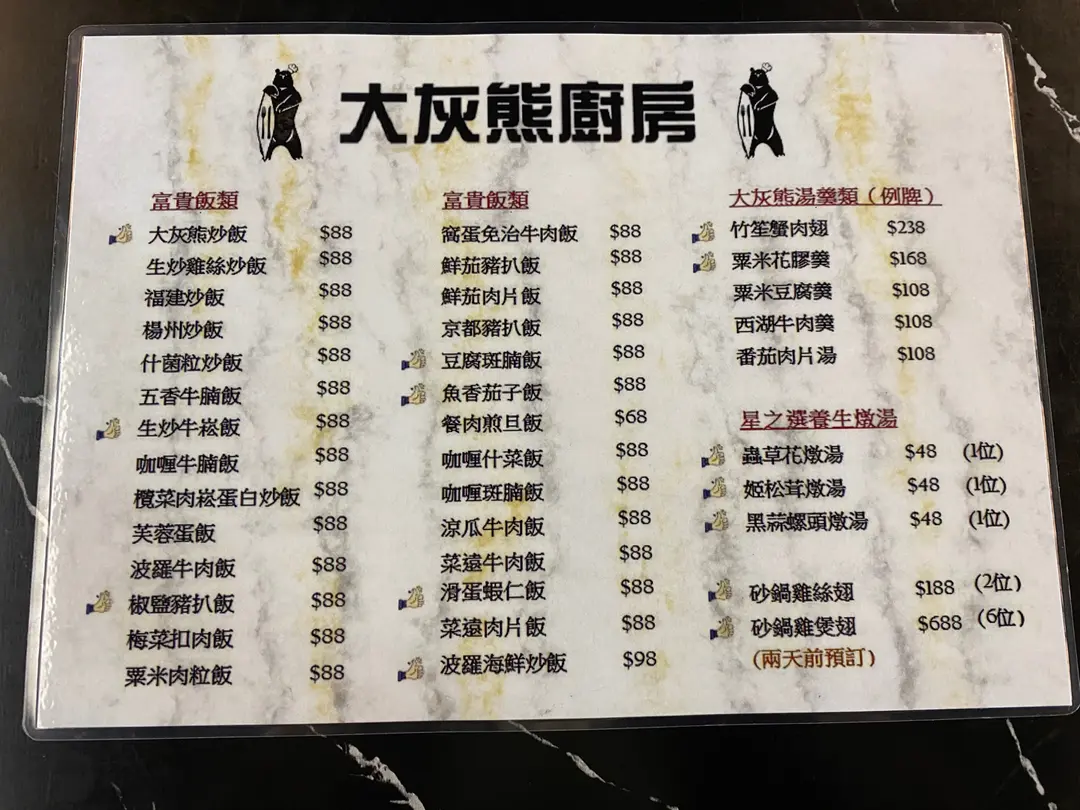 大灰熊廚房
富貴飯類
大灰熊炒飯 $88
生炒雞絲炒飯 $88
福建炒飯 $88
楊州炒飯 $88
什菌粒炒飯 $88
五香牛腩飯 $88
生炒牛崧飯 $88
咖喱牛腩飯 $88
欖菜肉崧蛋白炒飯 $88
芙蓉蛋飯 $88
波羅牛肉飯 $88
椒鹽豬扒飯 $88
梅菜扣肉飯 $88
粟米肉粒飯 $88
富貴飯類
窩蛋免治牛肉飯 $88
鮮茄豬扒飯 $88
鮮茄肉片飯 $88
京都豬扒飯 $88
豆腐斑腩飯 $88
魚香茄子飯 $88
餐肉煎旦飯 $68
咖喱什菜飯 $88
咖喱斑腩飯 $88
涼瓜牛肉飯 $88
菜遠牛肉飯 $88
滑蛋蝦仁飯 $88
菜遠肉片飯 $88
波羅海鮮炒飯 $98
大灰熊湯羹類（例牌）
竹笙蟹肉翅 $238
粟米花膠羹 $168
粟米豆腐羹 $108
西湖牛肉羹 $108
番茄肉片湯 $108
星之選養生燉湯
蟲草花燉湯 $48 (1位)
姬松茸燉湯 $48 (1位)
黑蒜螺頭燉湯 $48 (1位)
砂鍋雞絲翅 $188 (2位)
砂鍋雞煲翅 $688 (6位)
(兩天前預訂)